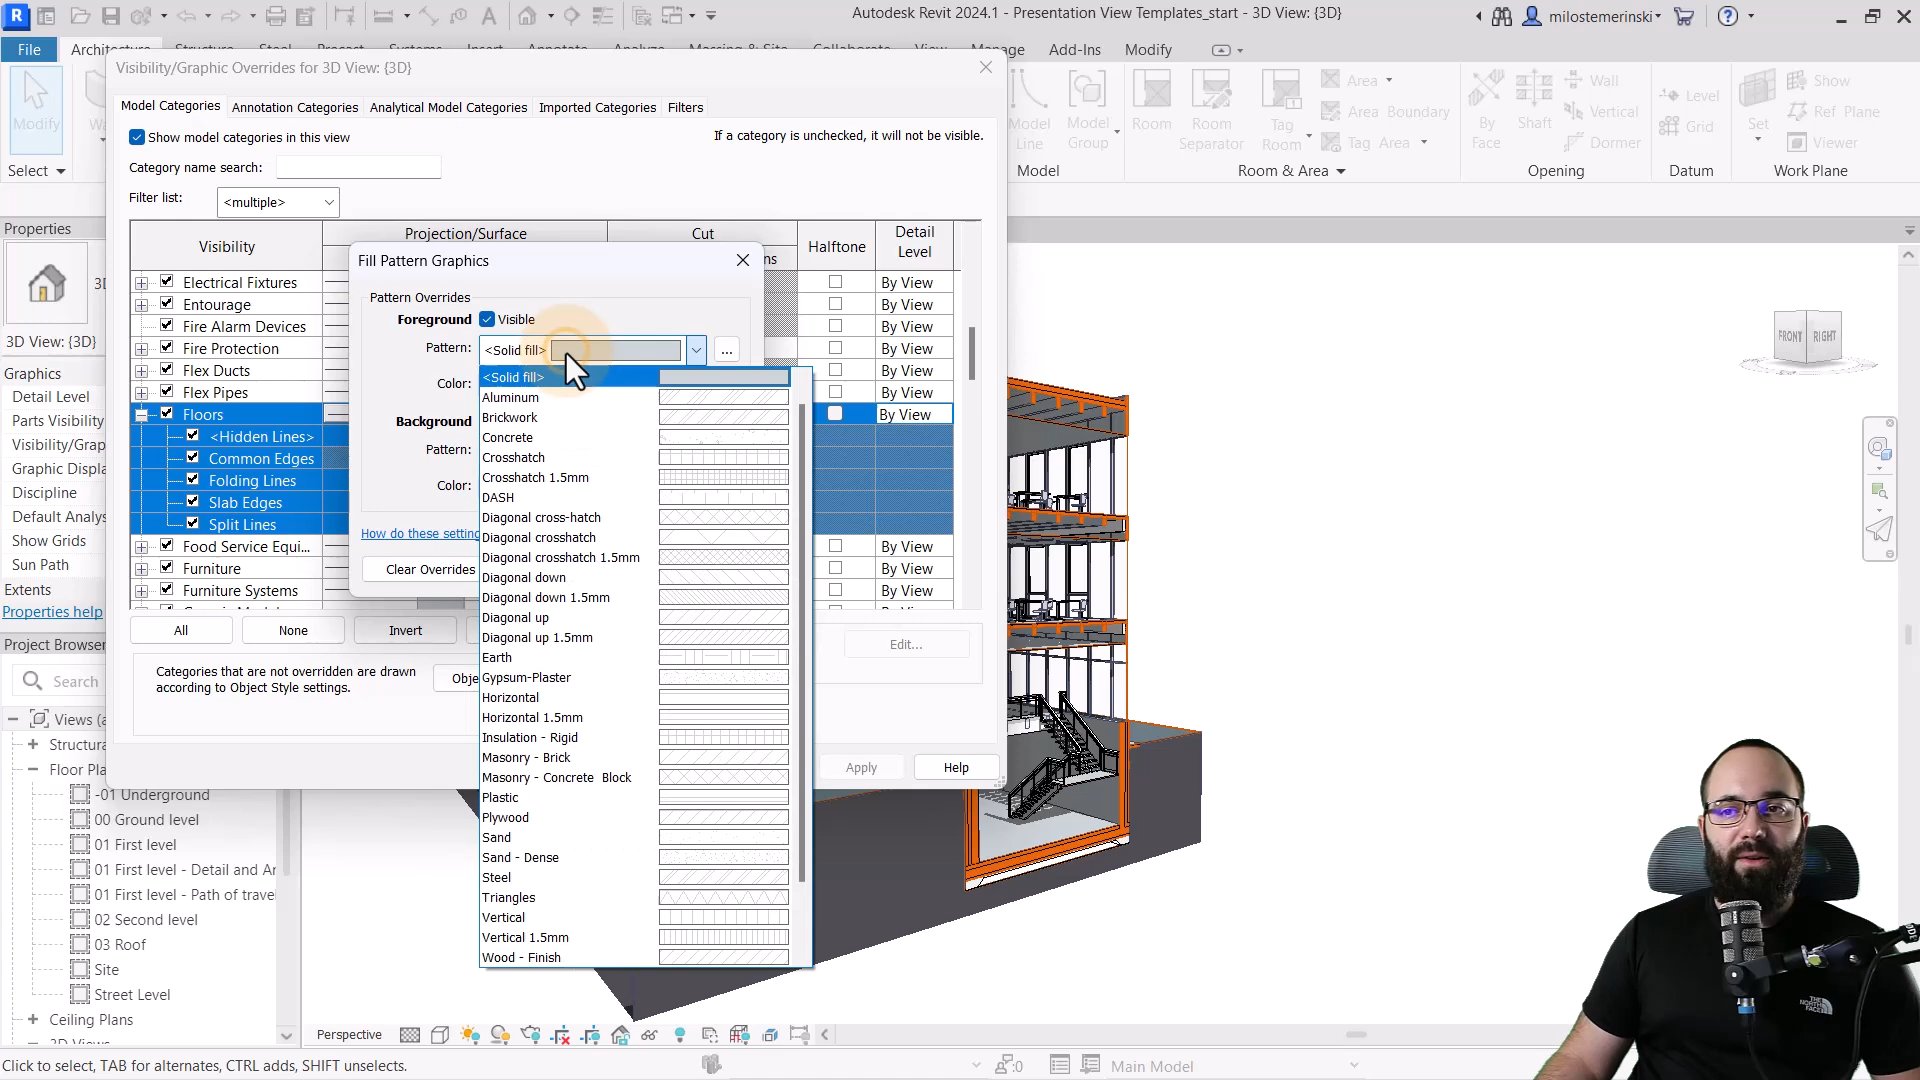 Autodesk Revit 2024.1 - Presentation View Templates_start - 3D View: {3D}
milostemerinski
File
Manage
Add-Ins
Modify
Modify
Select
Model Line
Model Group
Model
Room
Room Separator
Tag Room
Area
Area Boundary
Tag Area
Room & Area
By Face
Shaft
Wall
Vertical
Dormer
Opening
Level
Grid
Datum
Set
Show
Ref Plane
Viewer
Work Plane
Visibility/Graphic Overrides for 3D View: {3D}
Model Categories
Annotation Categories
Analytical Model Categories
Imported Categories
Filters
Show model categories in this view
If a category is unchecked, it will not be visible.
Category name search:
Filter list:
<multiple>
Visibility
Projection/Surface
Cut
Halftone
Detail Level
Electrical Fixtures
By View
Entourage
By View
Fire Alarm Devices
By View
Fire Protection
By View
Flex Ducts
By View
Flex Pipes
By View
Floors
By View
<Hidden Lines>
Common Edges
Folding Lines
Slab Edges
Split Lines
Food Service Equi...
By View
Furniture
By View
Furniture Systems
By View
All
None
Invert
Edit...
Categories that are not overridden are drawn
according to Object Style settings.
Apply
Help
Fill Pattern Graphics
Pattern Overrides
Foreground
Visible
Pattern:
<Solid fill>
...
Color:
Background
Pattern:
Color:
How do these setting
Clear Overrides
<Solid fill>
Aluminum
Brickwork
Concrete
Crosshatch
Crosshatch 1.5mm
DASH
Diagonal cross-hatch
Diagonal crosshatch
Diagonal crosshatch 1.5mm
Diagonal down
Diagonal down 1.5mm
Diagonal up
Diagonal up 1.5mm
Earth
Gypsum-Plaster
Horizontal
Horizontal 1.5mm
Insulation - Rigid
Masonry - Brick
Masonry - Concrete Block
Plastic
Plywood
Sand
Sand - Dense
Steel
Triangles
Vertical
Vertical 1.5mm
Wood - Finish
Properties
3D View: {3D}
Graphics
Detail Level
Parts Visibility
Visibility/Grap
Graphic Displa
Discipline
Default Analys
Show Grids
Sun Path
Extents
Properties help
Project Browser
Search
Views (a
Structura
Floor Pla
-01 Underground
00 Ground level
01 First level
01 First level - Detail and Ar
01 First level - Path of trave
02 Second level
03 Roof
Site
Street Level
Ceiling Plans
FRONT
RIGHT
Perspective
Click to select, TAB for alternates, CTRL adds, SHIFT unselects.
:0
Main Model
THE
NORTH
FACE